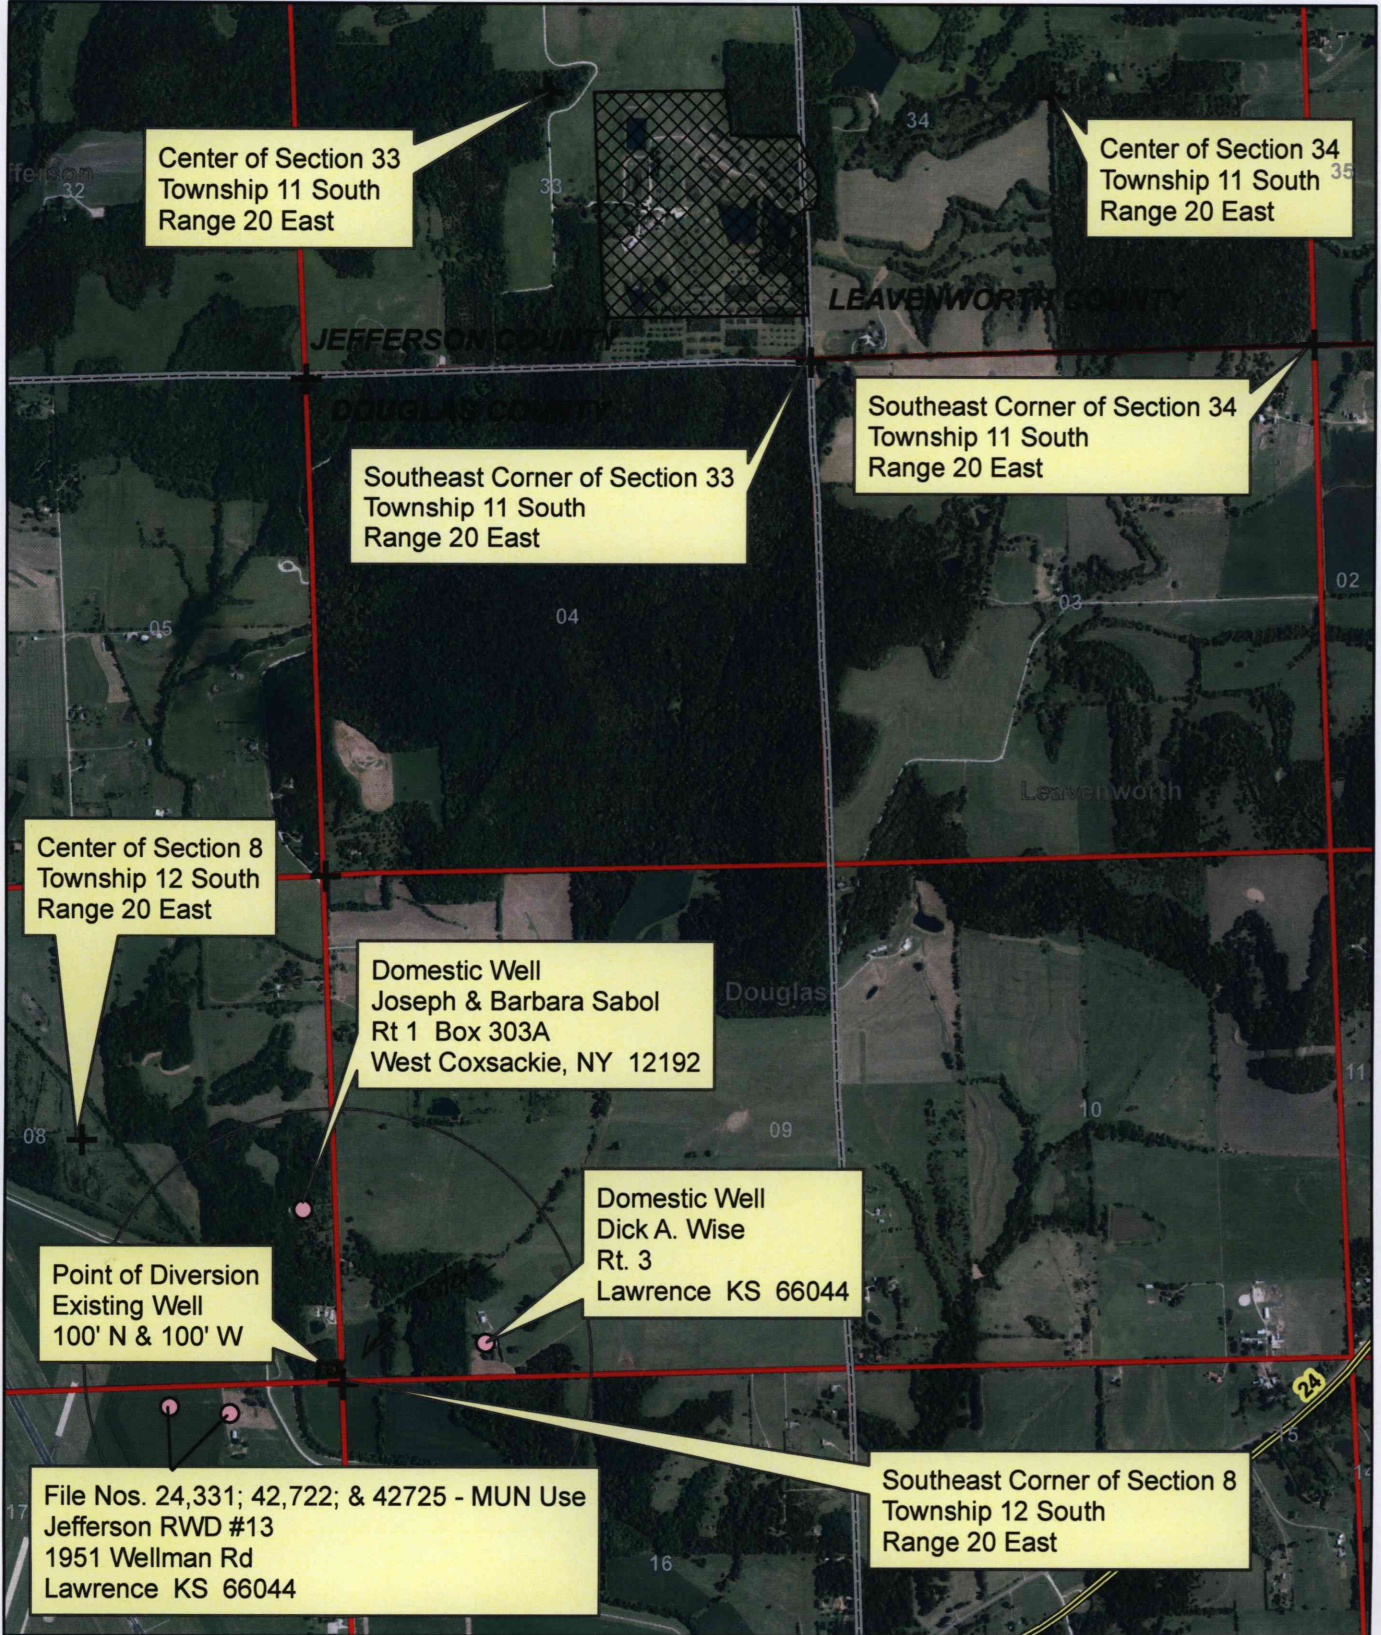 34
Center of Section 33
Township 11 South
Range 20 East
Center of Section 34
Township 11 South
Range 20 East
35
fferson
32
33
LEAVENWORTH COUNTY
JEFFERSON COUNTY
DOUGLAS COUNTY
Southeast Corner of Section 34
Township 11 South
Range 20 East
Southeast Corner of Section 33
Township 11 South
Range 20 East
02
03
04
05
Leavenworth
Center of Section 8
Township 12 South
Range 20 East
Domestic Well
Joseph & Barbara Sabol
Rt 1 Box 303A
West Coxsackie, NY 12192
Douglas
11
10
09
08
Domestic Well
Dick A. Wise
Rt. 3
Lawrence KS 66044
Point of Diversion
Existing Well
100' N & 100' W
24
15
14
File Nos. 24,331; 42,722; & 42725 - MUN Use
Jefferson RWD #13
1951 Wellman Rd
Lawrence KS 66044
Southeast Corner of Section 8
Township 12 South
Range 20 East
17
16